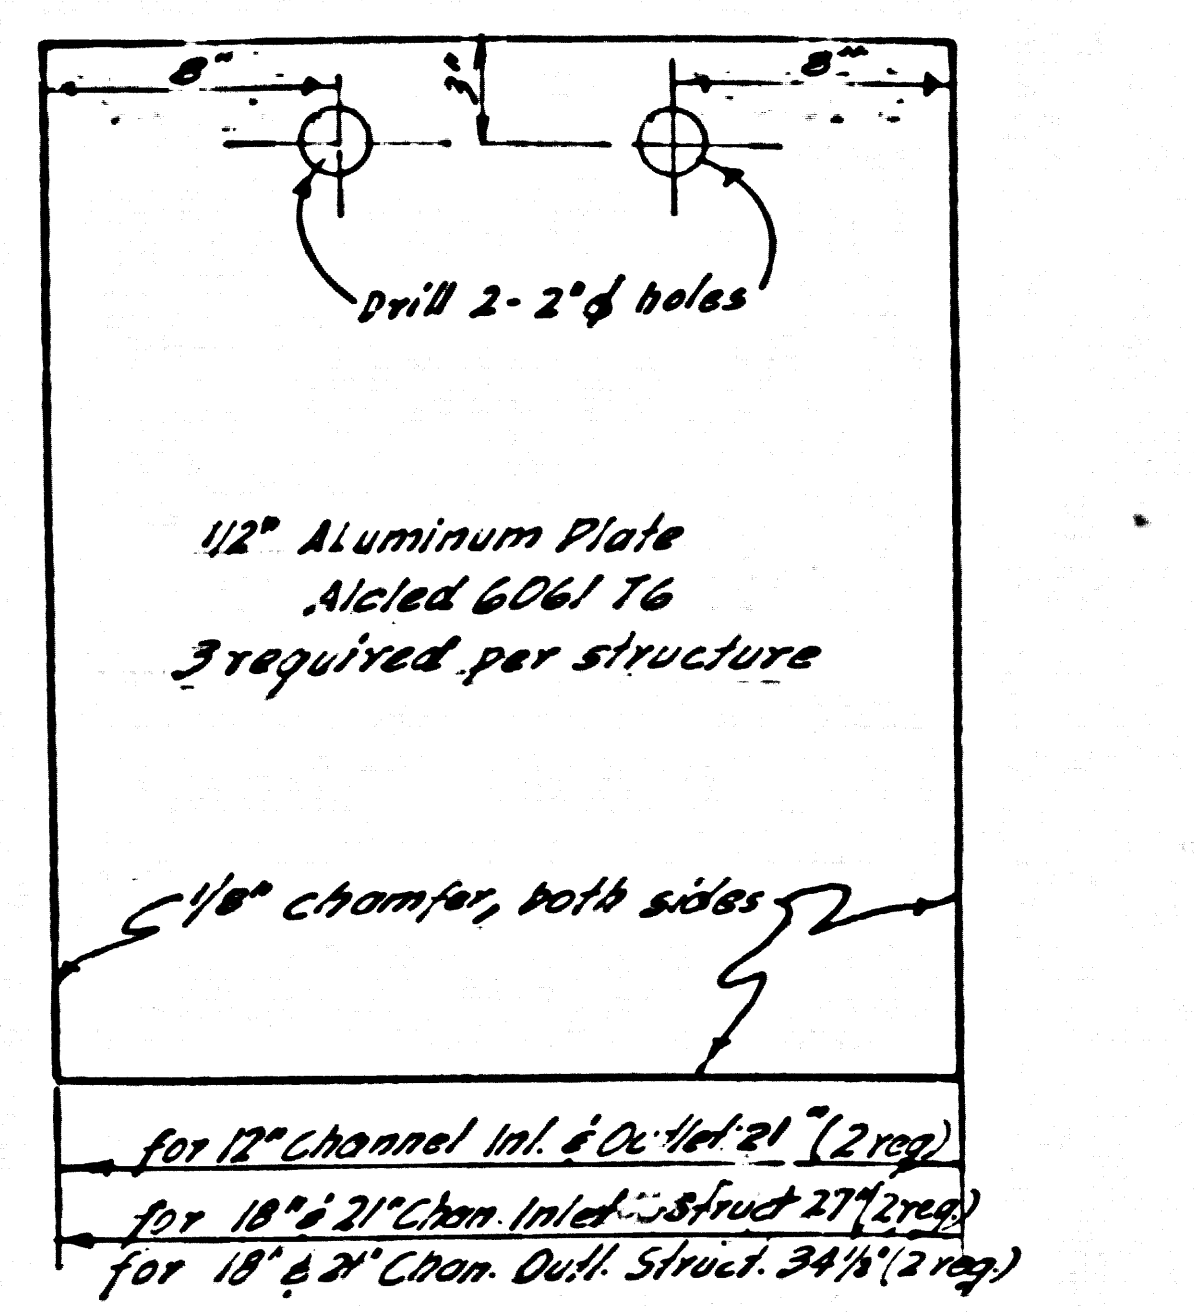 8" 3" 8"
Drill 2 - 2"ϕ holes
1/2" Aluminum Plate
Alcled 6061 T6
3 required per structure
1/8" chamfer, both sides
for 12" Channel Inl. & Outlet 21" (2 req)
for 18" & 21" Chan. Inlet Struct 27" (2 req.)
for 18" & 21" Chan. Outl. Struct. 34 1/8" (2 req.)